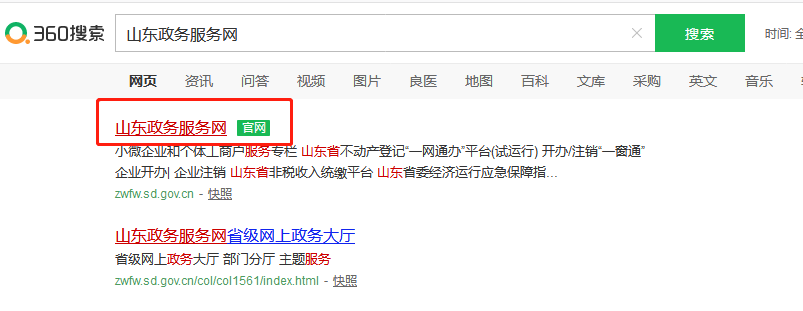 360搜索 山东政务服务网 × 搜索 时间: 全
网页 资讯 问答 视频 图片 良医 地图 百科 文库 采购 英文 音乐
山东政务服务网 官网
小微企业和个体工商户服务专栏 山东省不动产登记“一网通办”平台(试运行) 开办/注销“一窗通”
企业开办| 企业注销 山东省非税收入统缴平台 山东省委经济运行应急保障指...
zwfw.sd.gov.cn - 快照
山东政务服务网省级网上政务大厅
省级网上政务大厅 部门分厅 主题服务
zwfw.sd.gov.cn/col/col1561/index.html - 快照